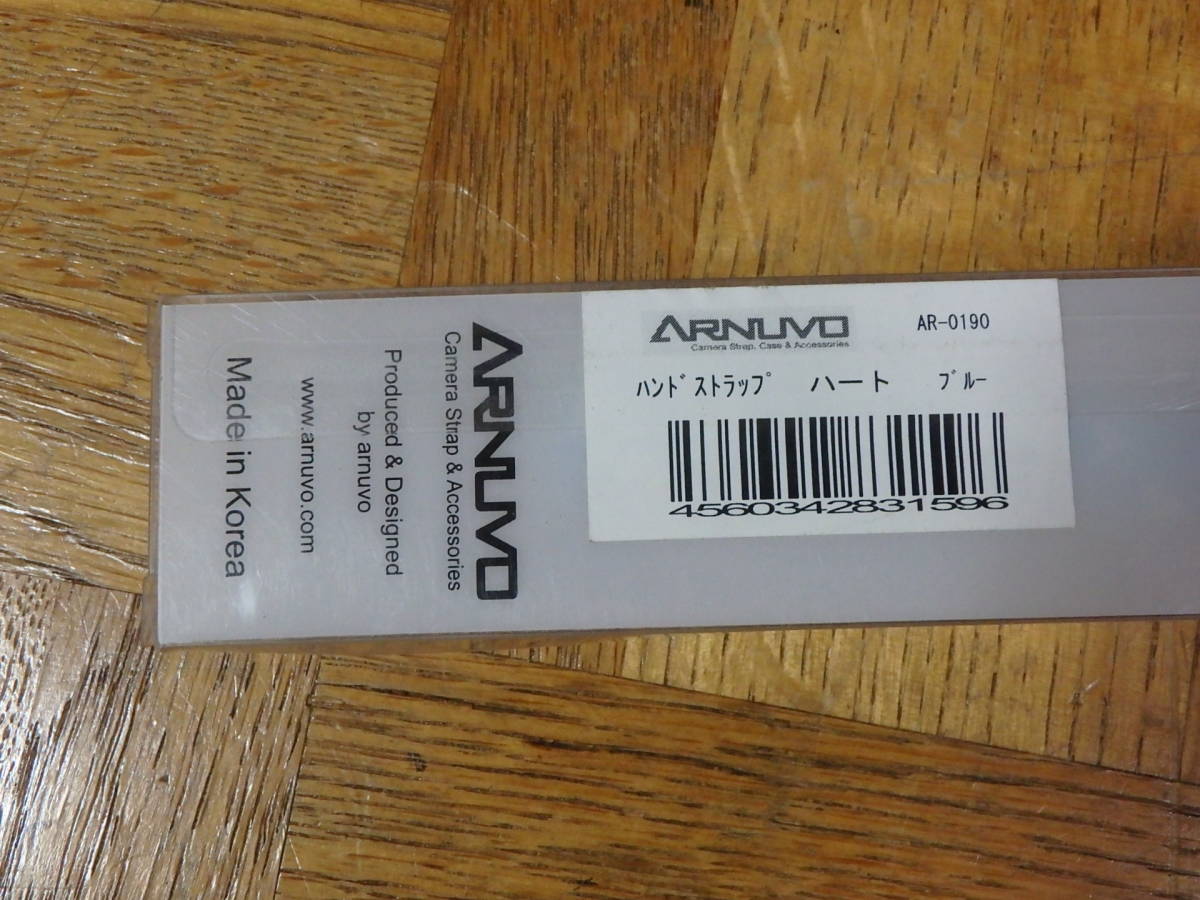 ARNUVO
Camera Strap & Accessories
Produced & Designed
by arnuvo
www.arnuvo.com
Made in Korea
ARNUVO
Camera Strap, Case & Accessories
AR-0190
ﾊﾝﾄﾞｽﾄﾗｯﾌﾟ ハート ﾌﾞﾙｰ
4560342831596